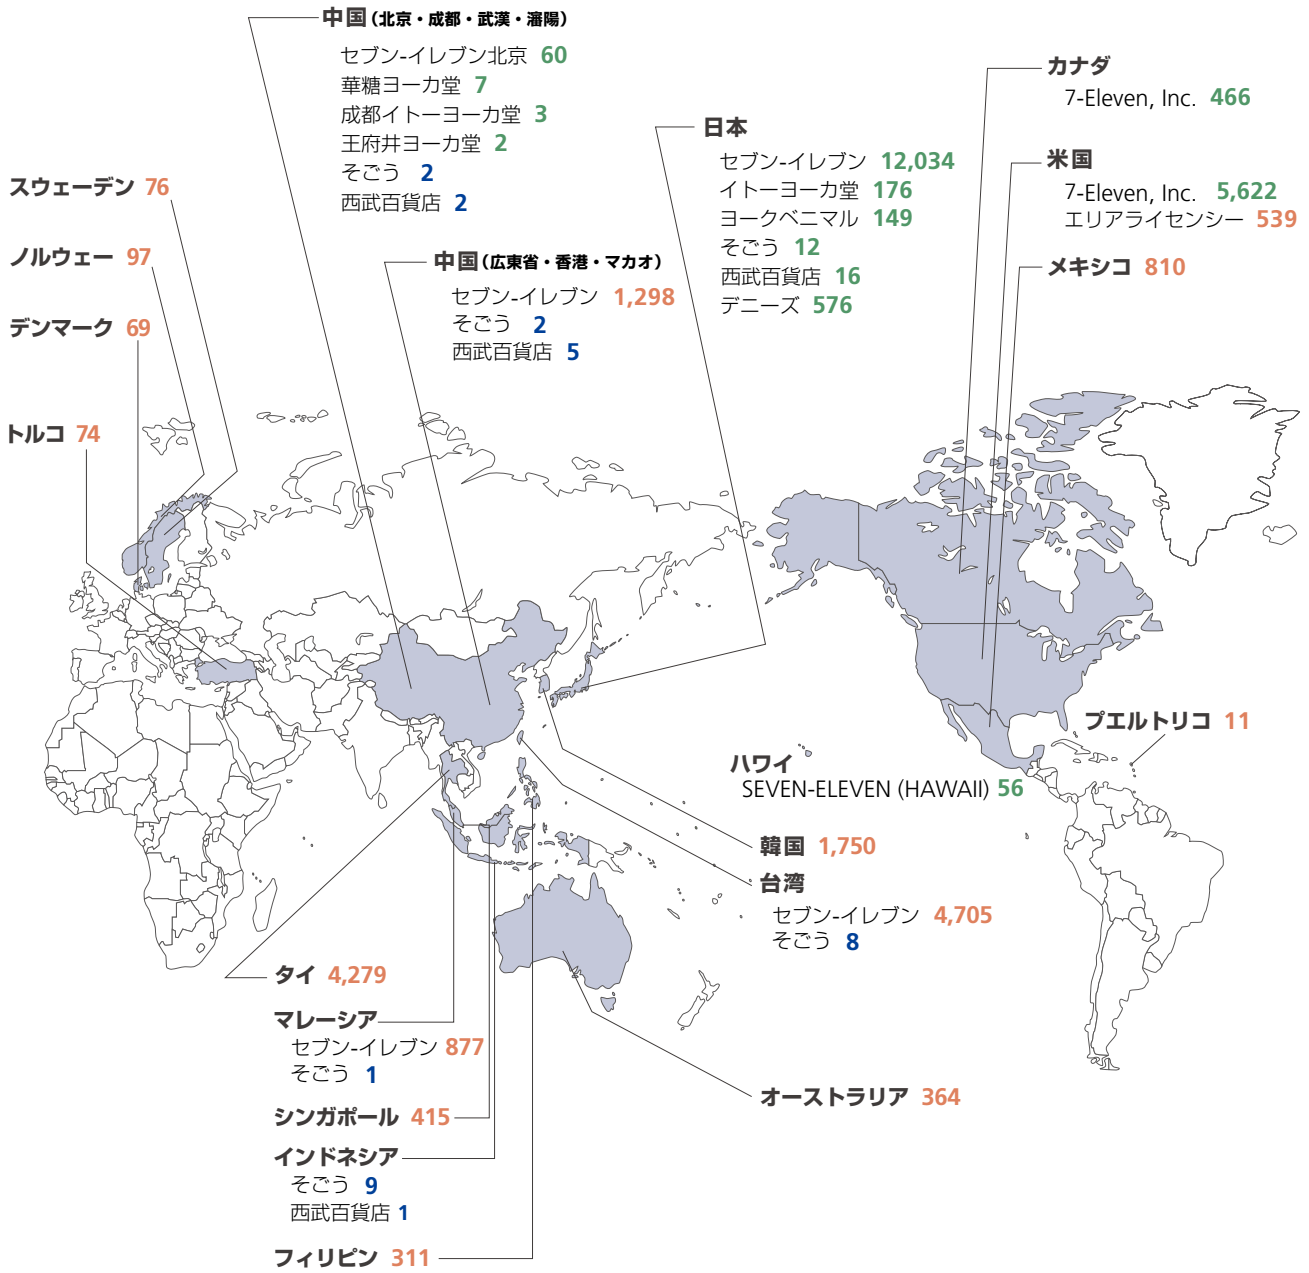 中国(北京・成都・武漢・瀋陽)
セブン-イレブン北京 60
華糖ヨーカ堂 7
成都イトーヨーカ堂 3
王府井ヨーカ堂 2
そごう 2
西武百貨店 2
中国(広東省・香港・マカオ)
セブン-イレブン 1,298
そごう 2
西武百貨店 5
日本
セブン-イレブン 12,034
イトーヨーカ堂 176
ヨークベニマル 149
そごう 12
西武百貨店 16
デニーズ 576
カナダ
7-Eleven, Inc. 466
米国
7-Eleven, Inc. 5,622
エリアライセンシー 539
メキシコ 810
スウェーデン 76
ノルウェー 97
デンマーク 69
トルコ 74
プエルトリコ 11
ハワイ
SEVEN-ELEVEN (HAWAII) 56
韓国 1,750
台湾
セブン-イレブン 4,705
そごう 8
タイ 4,279
マレーシア
セブン-イレブン 877
そごう 1
シンガポール 415
インドネシア
そごう 9
西武百貨店 1
フィリピン 311
オーストラリア 364